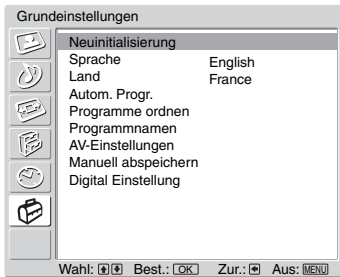 Grundeinstellungen
Neuinitialisierung
Sprache English
Land France
Autom. Progr.
Programme ordnen
Programmnamen
AV-Einstellungen
Manuell abspeichern
Digital Einstellung
Wahl: Best.: OK Zur.: Aus: MENU